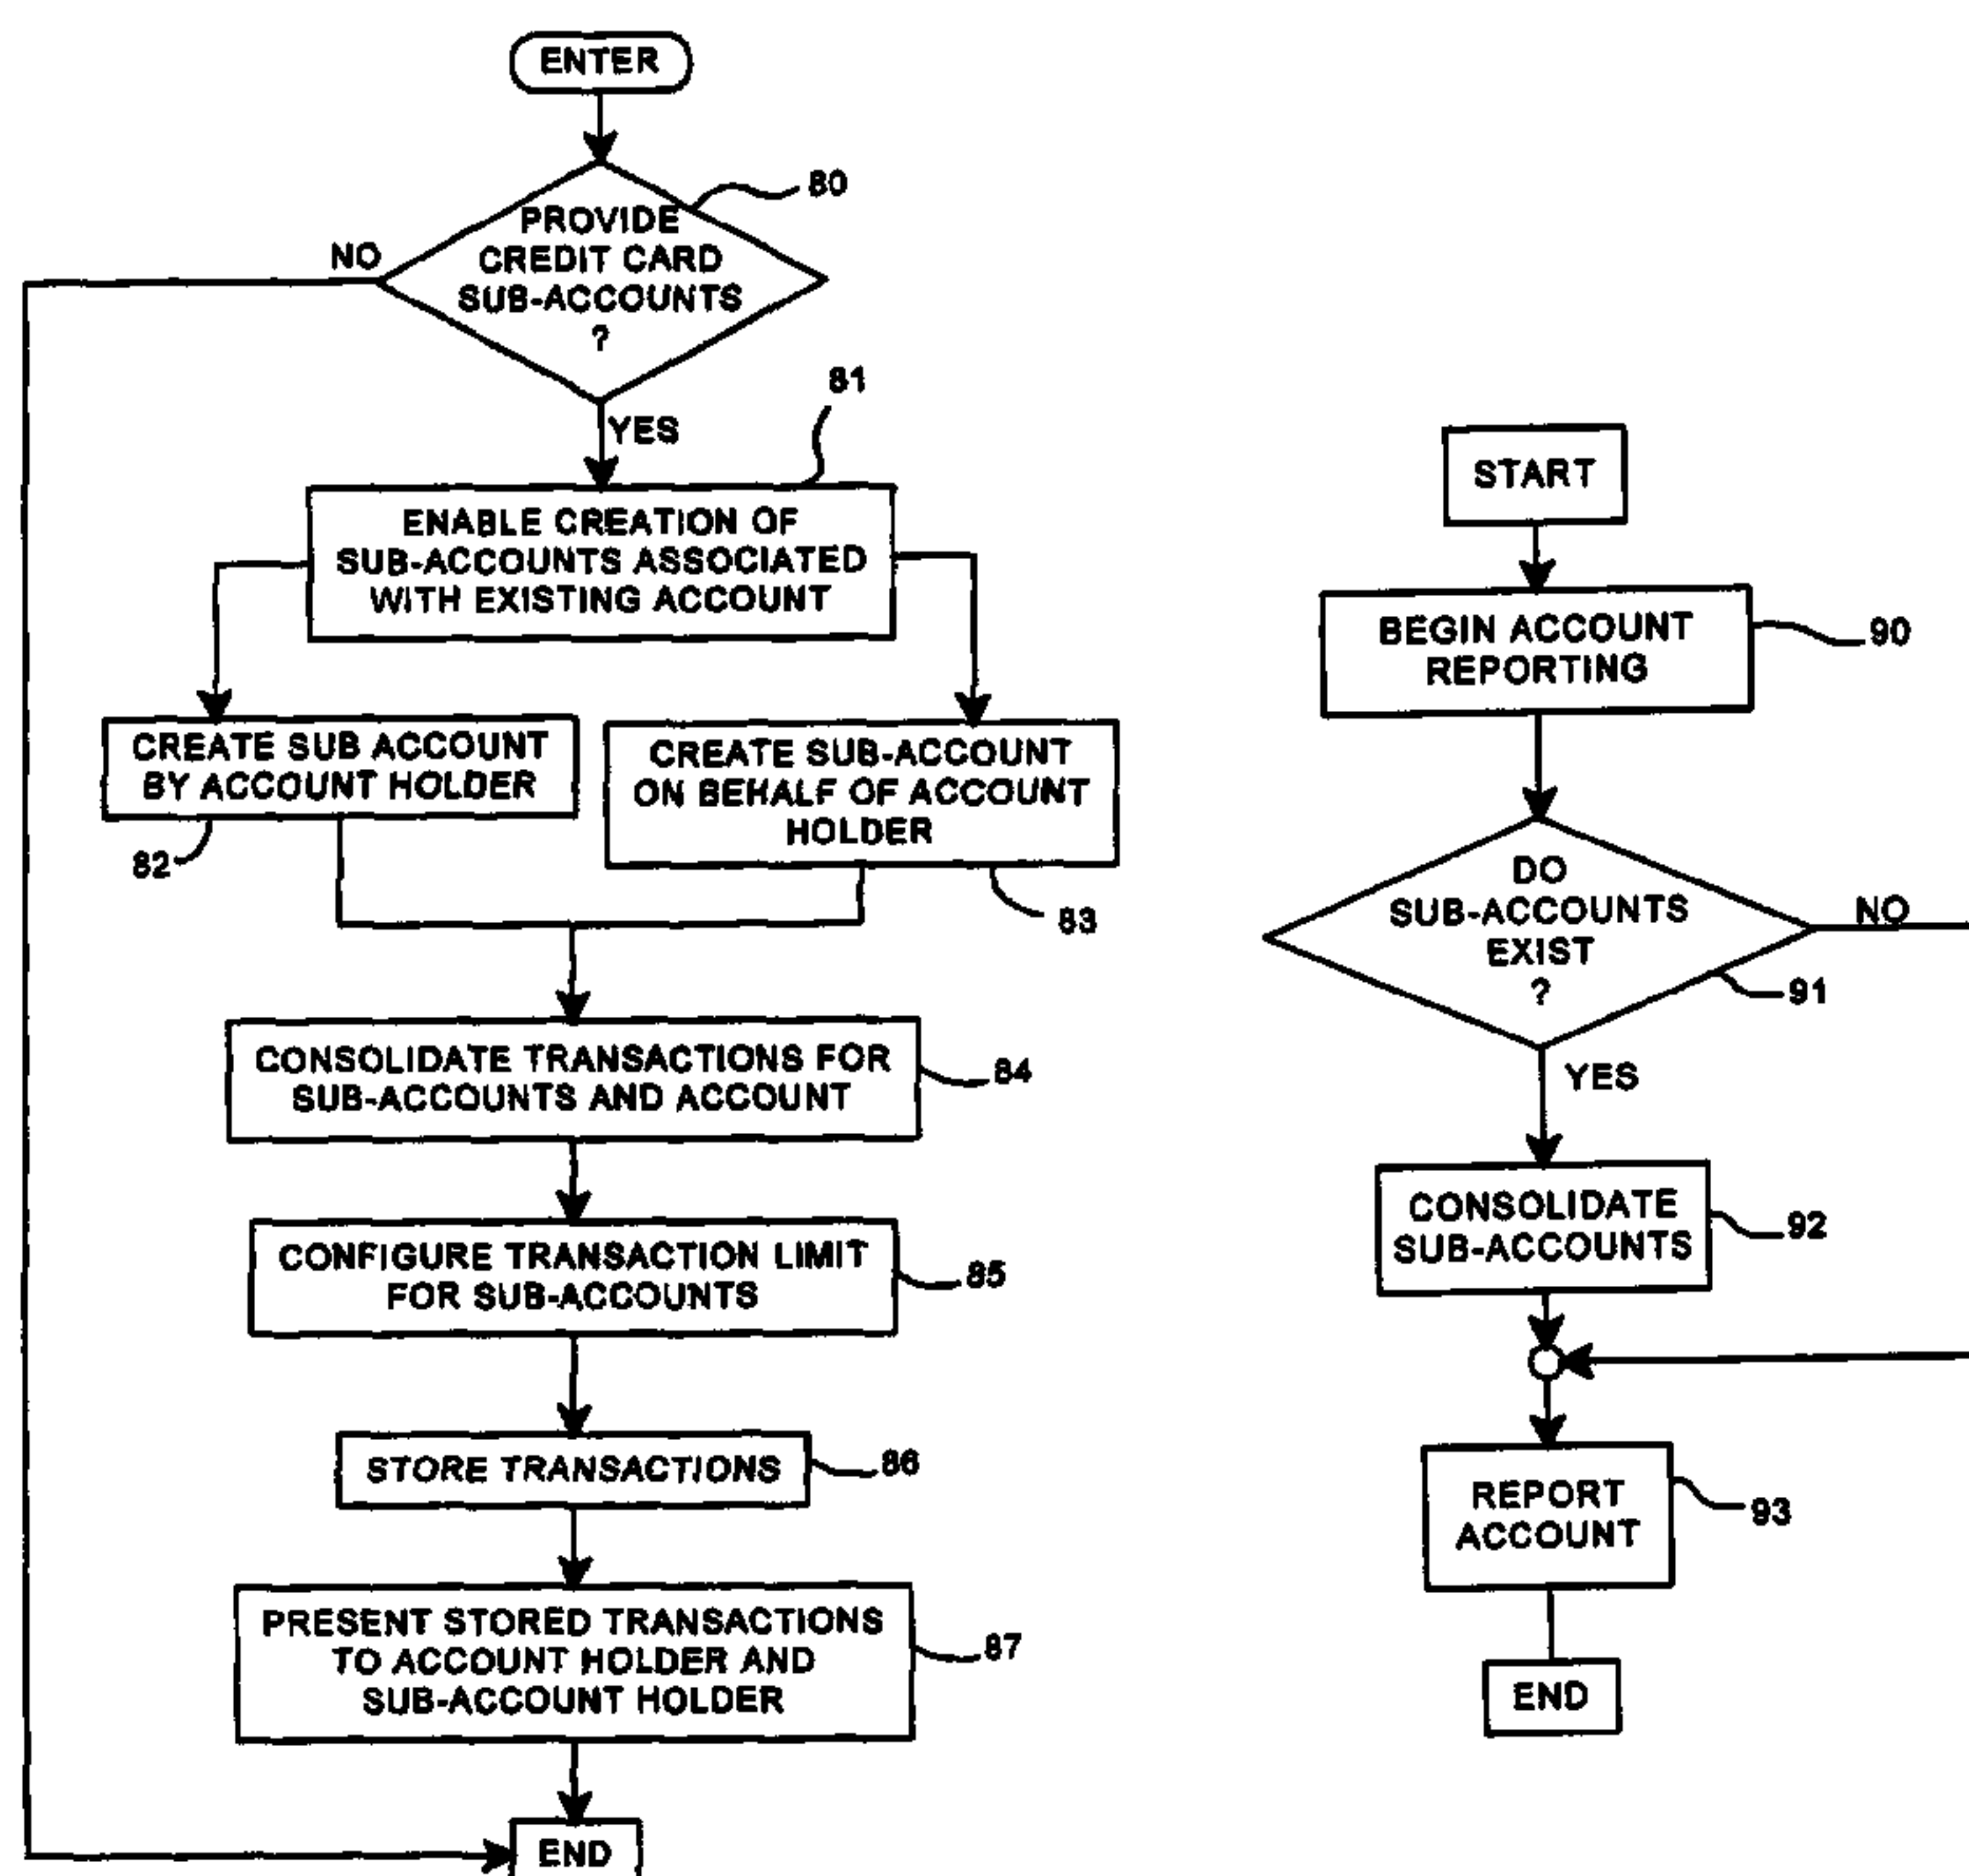 ENTER
80
PROVIDE
CREDIT CARD
SUB-ACCOUNTS
?
NO
YES
81
ENABLE CREATION OF
SUB-ACCOUNTS ASSOCIATED
WITH EXISTING ACCOUNT
CREATE SUB ACCOUNT
BY ACCOUNT HOLDER
82
CREATE SUB-ACCOUNT
ON BEHALF OF ACCOUNT
HOLDER
83
CONSOLIDATE TRANSACTIONS FOR
SUB-ACCOUNTS AND ACCOUNT
84
CONFIGURE TRANSACTION LIMIT
FOR SUB-ACCOUNTS
85
STORE TRANSACTIONS
86
PRESENT STORED TRANSACTIONS
TO ACCOUNT HOLDER AND
SUB-ACCOUNT HOLDER
87
END
START
BEGIN ACCOUNT
REPORTING
90
DO
SUB-ACCOUNTS
EXIST
?
NO
91
YES
CONSOLIDATE
SUB-ACCOUNTS
92
REPORT
ACCOUNT
93
END